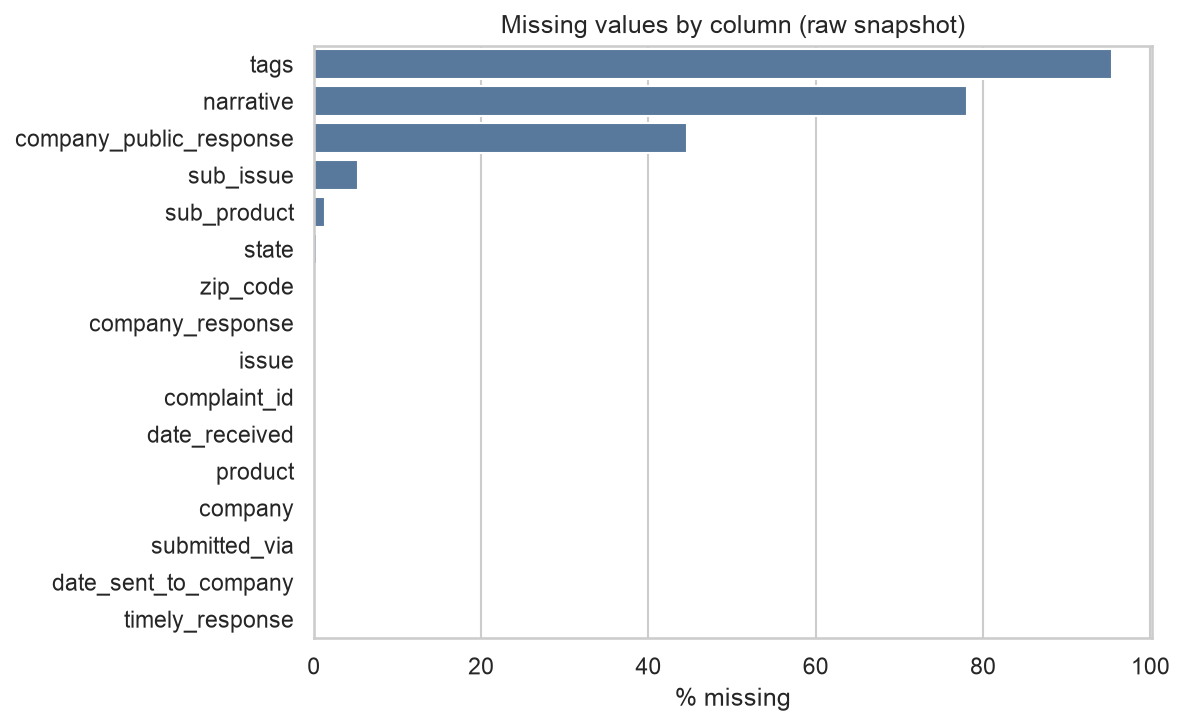 Missing values by column (raw snapshot)
tags
narrative
company_public_response
sub_issue
sub_product
state
zip_code
company_response
issue
complaint_id
date_received
product
company
submitted_via
date_sent_to_company
timely_response
0 20 40 60 80 100
% missing